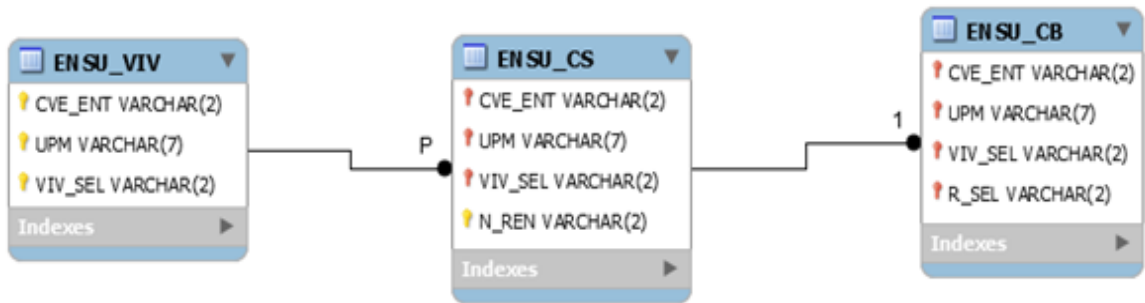 ENSU_VIV
CVE_ENT VARCHAR(2)
UPM VARCHAR(7)
VIV_SEL VARCHAR(2)
Indexes
P
ENSU_CS
CVE_ENT VARCHAR(2)
UPM VARCHAR(7)
VIV_SEL VARCHAR(2)
N_REN VARCHAR(2)
Indexes
1
ENSU_CB
CVE_ENT VARCHAR(2)
UPM VARCHAR(7)
VIV_SEL VARCHAR(2)
R_SEL VARCHAR(2)
Indexes